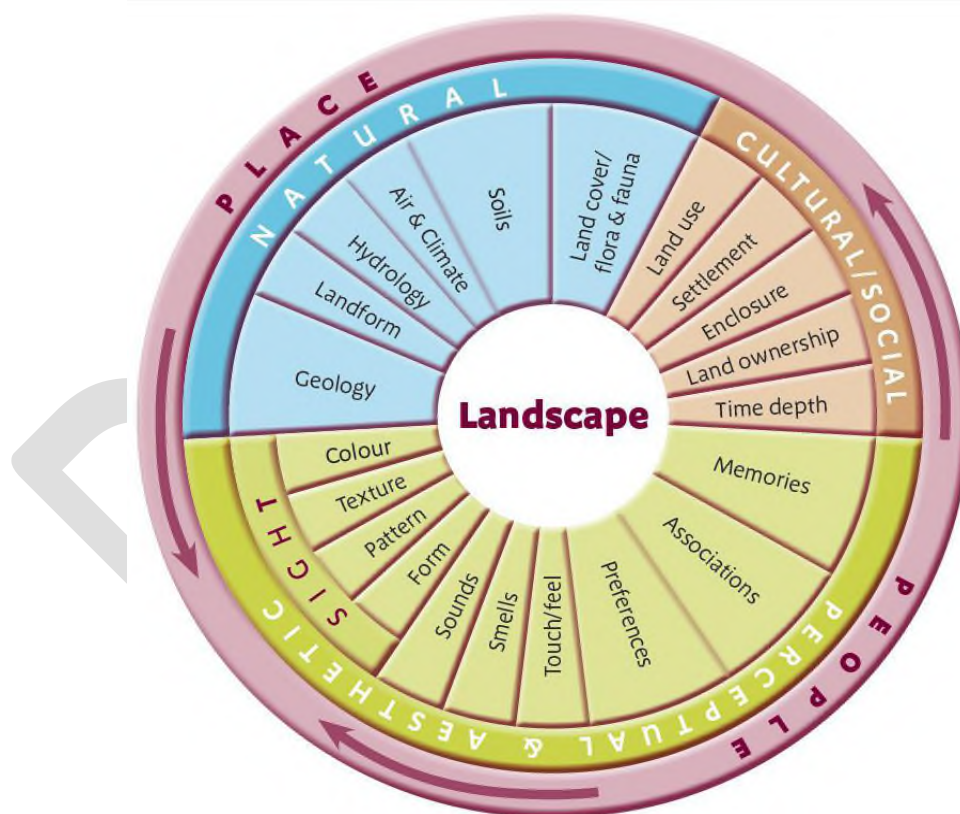 PLACE
NATURAL
CULTURAL/SOCIAL
Geology
Landform
Hydrology
Air & Climate
Soils
Land cover/
flora & fauna
Land use
Settlement
Enclosure
Land ownership
Time depth
Landscape
Memories
Associations
Preferences
Touch/feel
Smells
Sounds
Form
Pattern
Texture
Colour
SIGHT
PERCEPTUAL & AESTHETIC
PEOPLE